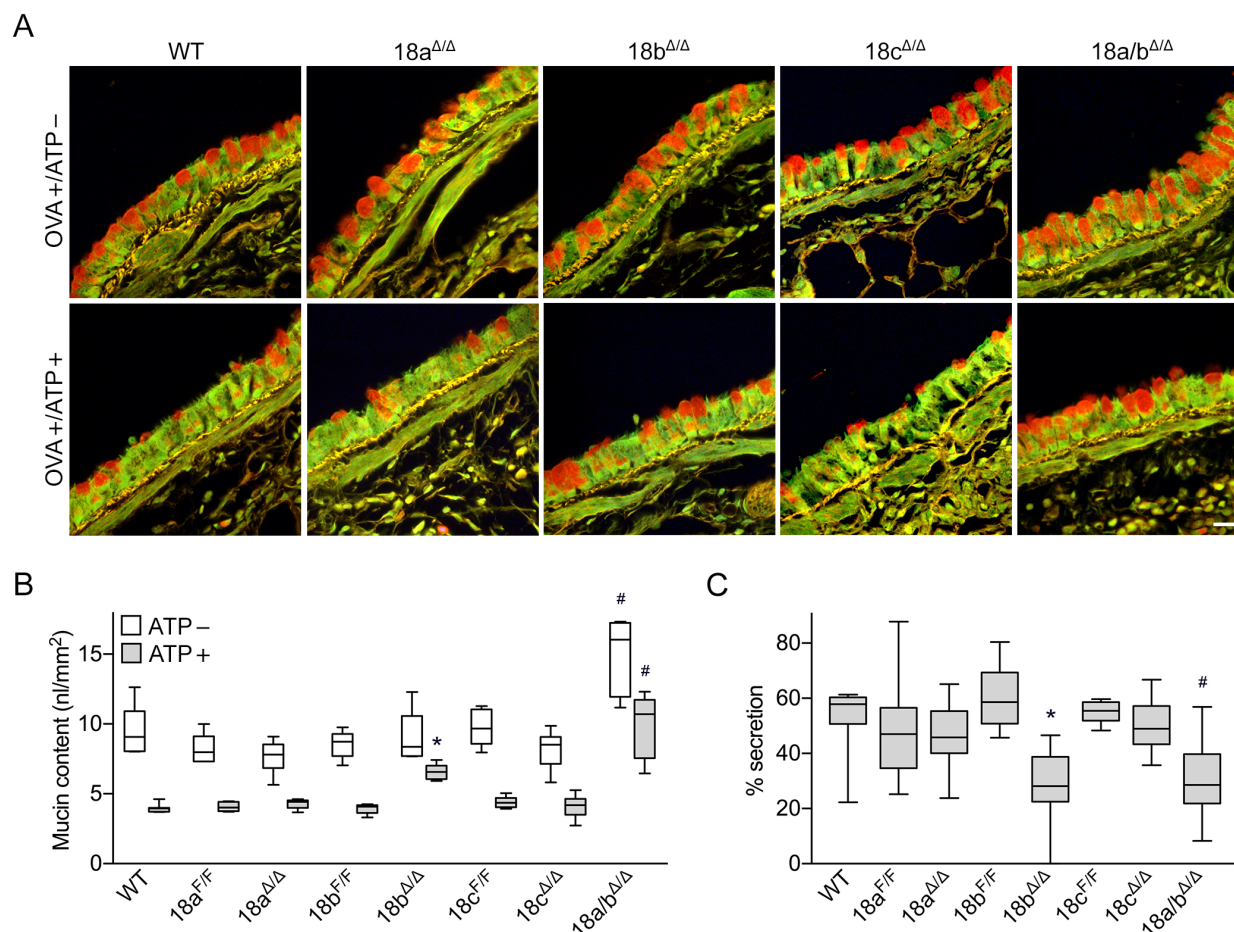 A
WT 18aΔ/Δ 18bΔ/Δ 18cΔ/Δ 18a/bΔ/Δ
OVA+/ATP−
OVA+/ATP+
B
Mucin content (nl/mm²)
ATP−
ATP+
15
10
5
0
# # *
WT 18aF/F 18aΔ/Δ 18bF/F 18bΔ/Δ 18cF/F 18cΔ/Δ 18a/bΔ/Δ
C
% secretion
80
60
40
20
0
* #
WT 18aF/F 18aΔ/Δ 18bF/F 18bΔ/Δ 18cF/F 18cΔ/Δ 18a/bΔ/Δ